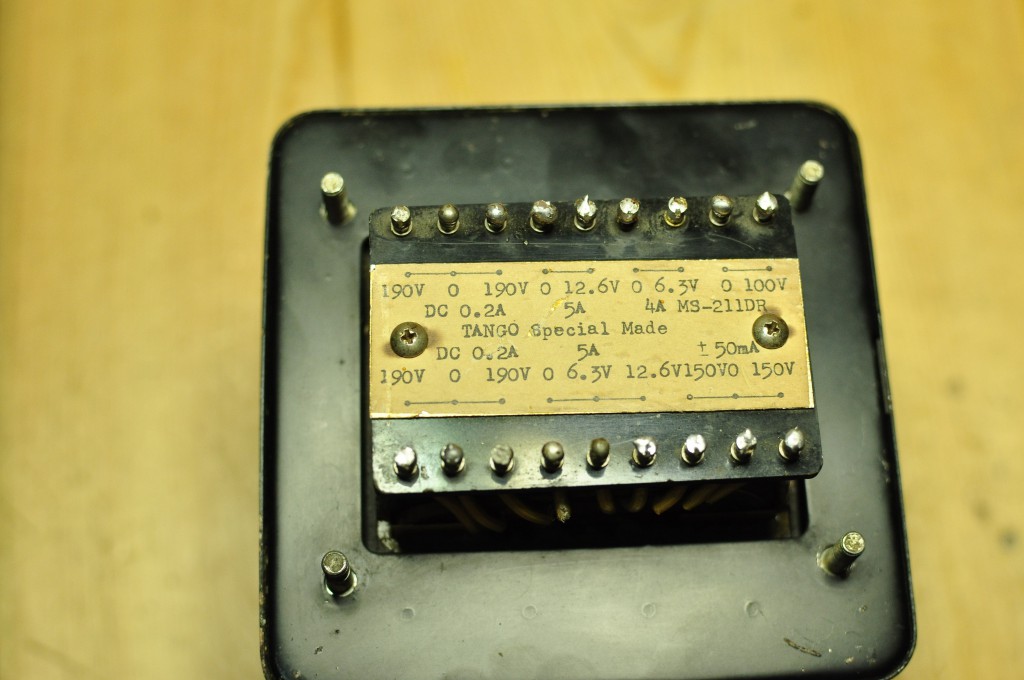 190V 0 190V 0 12.6V 0 6.3V 0 100V
DC 0.2A 5A 4A MS-211DR
TANGO Special Made
DC 0.2A 5A ± 50mA
190V 0 190V 0 6.3V 12.6V150V0 150V